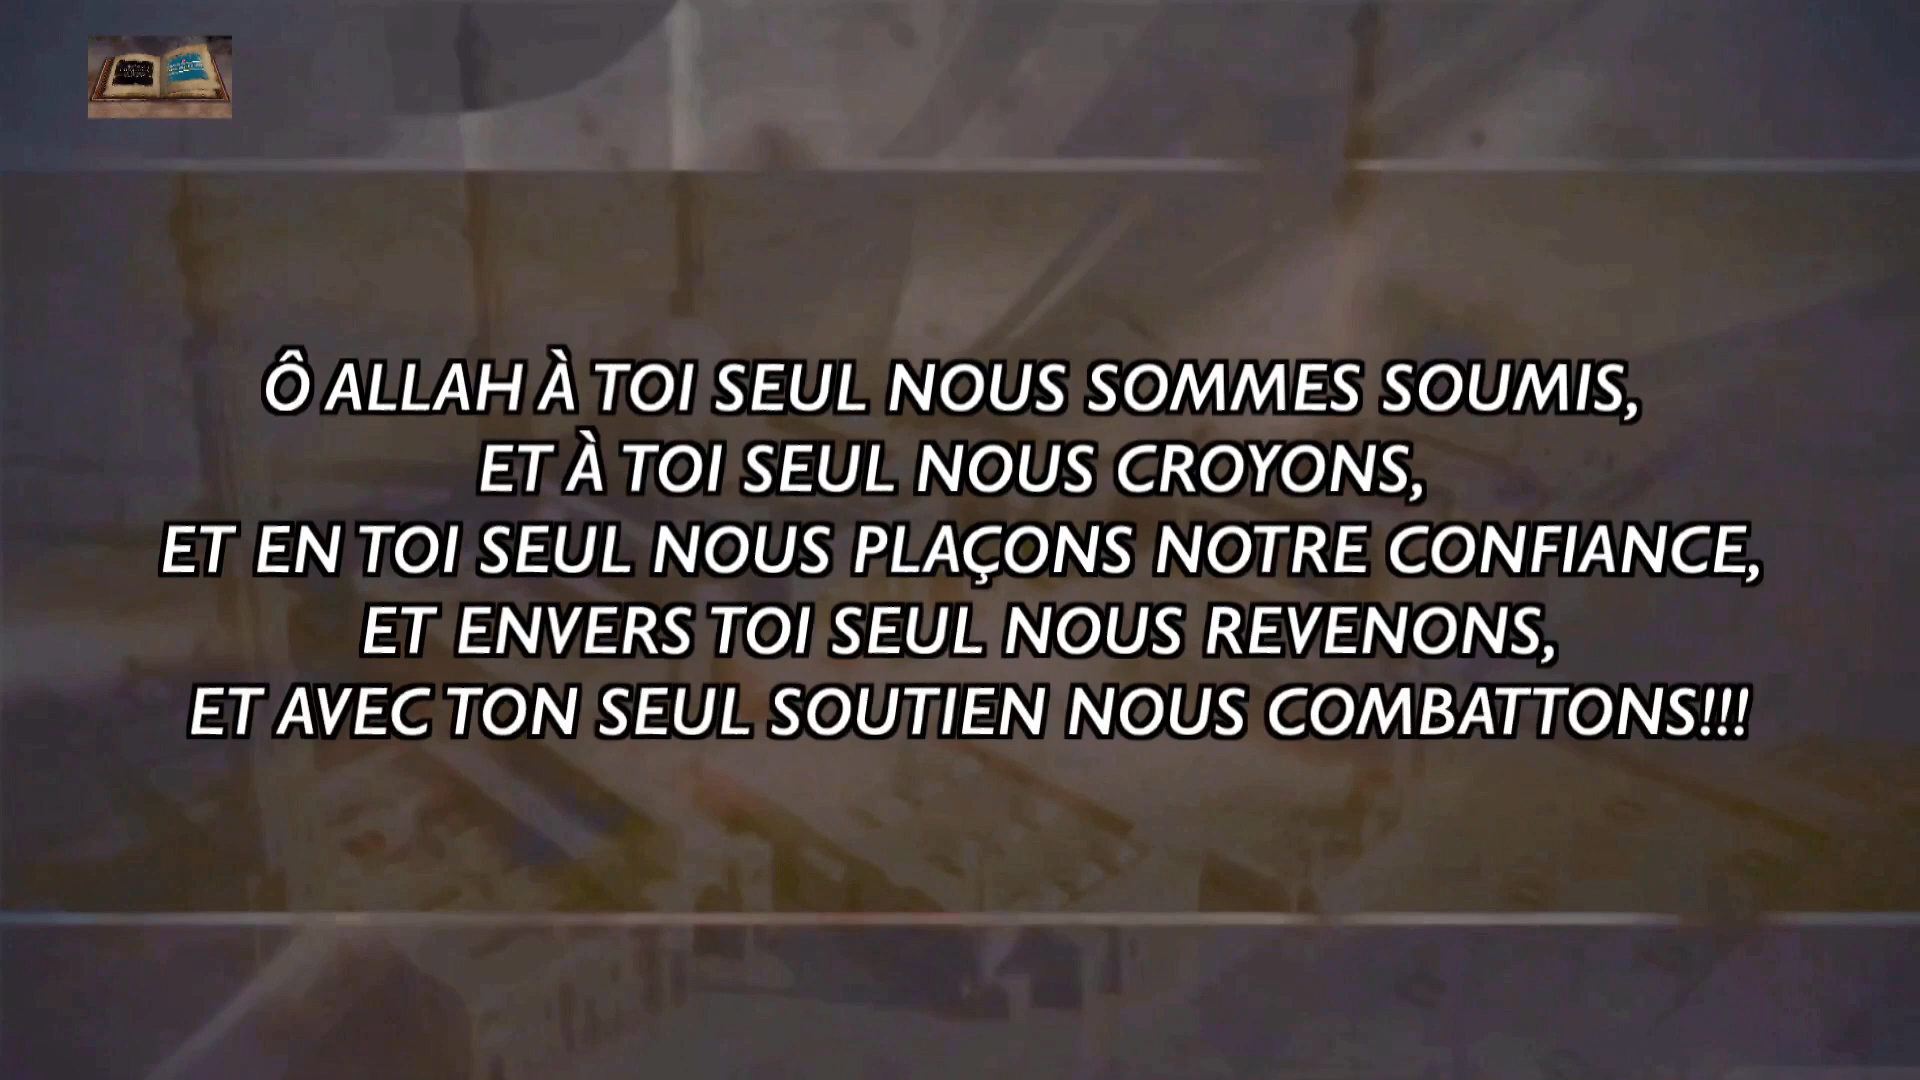 Ô ALLAH À TOI SEUL NOUS SOMMES SOUMIS,
ET À TOI SEUL NOUS CROYONS,
ET EN TOI SEUL NOUS PLAÇONS NOTRE CONFIANCE,
ET ENVERS TOI SEUL NOUS REVENONS,
ET AVEC TON SEUL SOUTIEN NOUS COMBATTONS!!!